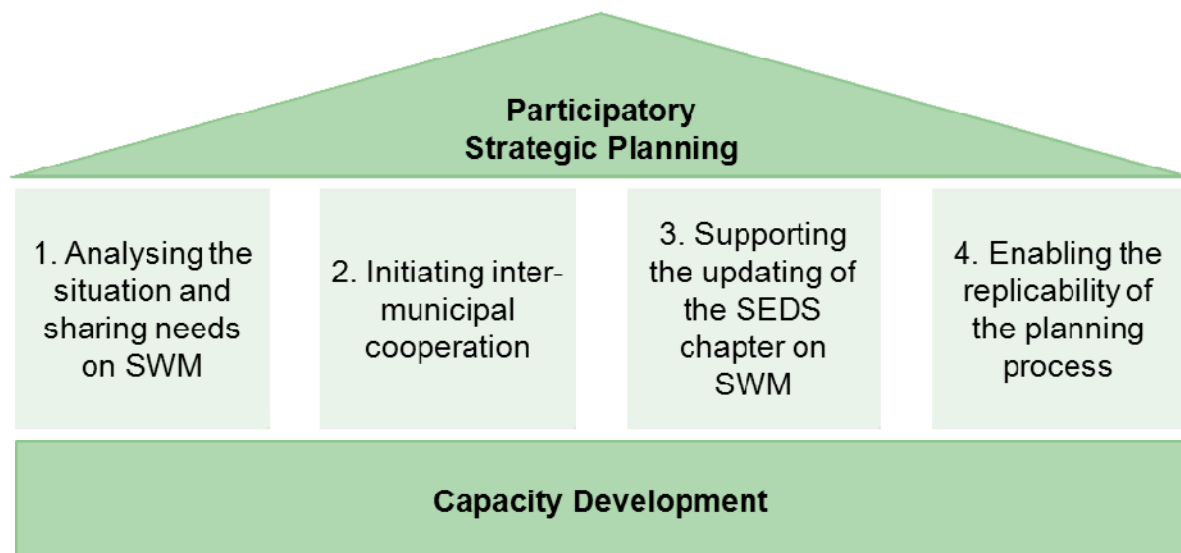 Participatory
Strategic Planning
1. Analysing the
situation and
sharing needs
on SWM
2. Initiating inter-
municipal
cooperation
3. Supporting
the updating of
the SEDS
chapter on
SWM
4. Enabling the
replicability of
the planning
process
Capacity Development